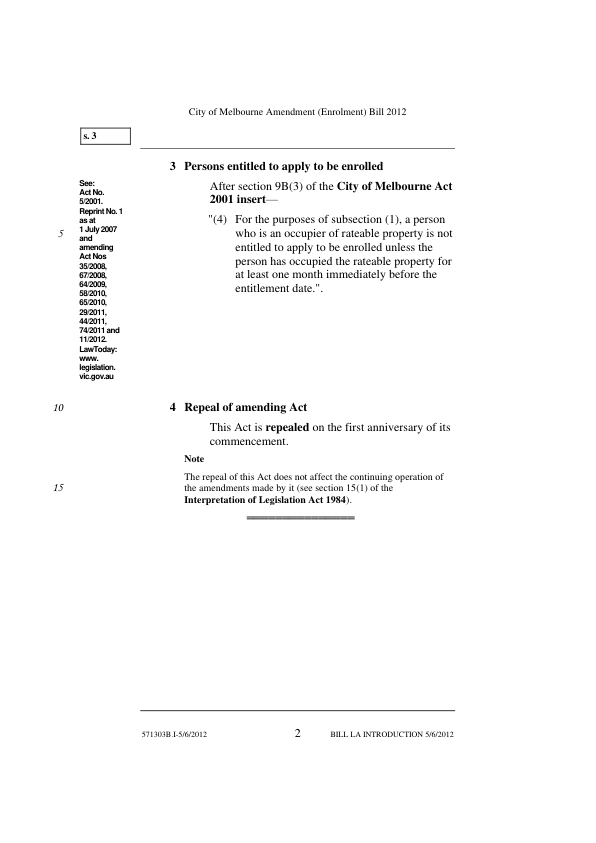 City of Melbourne Amendment (Enrolment) Bill 2012
s. 3
3 Persons entitled to apply to be enrolled
See:
Act No.
5/2001.
Reprint No. 1
as at
1 July 2007
and
amending
Act Nos
35/2008,
67/2008,
64/2009,
58/2010,
65/2010,
29/2011,
44/2011,
74/2011 and
11/2012.
LawToday:
www.
legislation.
vic.gov.au
After section 9B(3) of the City of Melbourne Act
2001 insert—
"(4) For the purposes of subsection (1), a person
5 who is an occupier of rateable property is not
entitled to apply to be enrolled unless the
person has occupied the rateable property for
at least one month immediately before the
entitlement date.".
10 4 Repeal of amending Act
This Act is repealed on the first anniversary of its
commencement.
Note
The repeal of this Act does not affect the continuing operation of
15 the amendments made by it (see section 15(1) of the
Interpretation of Legislation Act 1984).
571303B.I-5/6/2012 2 BILL LA INTRODUCTION 5/6/2012